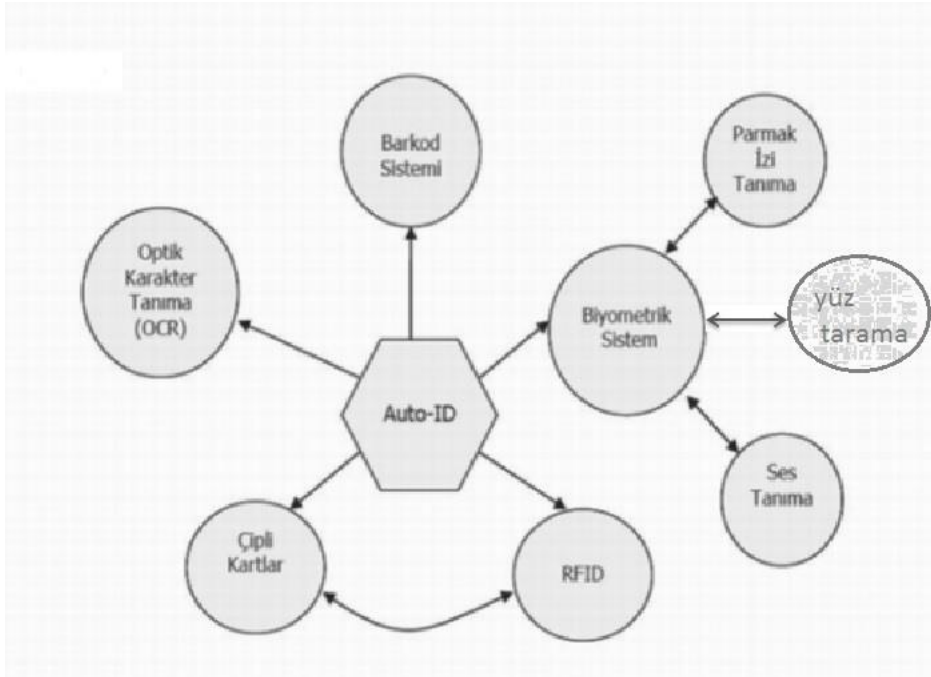 Barkod
Sistemi
Parmak
İzi
Tanıma
Optik
Karakter
Tanıma
(OCR)
Biyometrik
Sistem
yüz
tarama
Auto-ID
Ses
Tanıma
Çipli
Kartlar
RFID